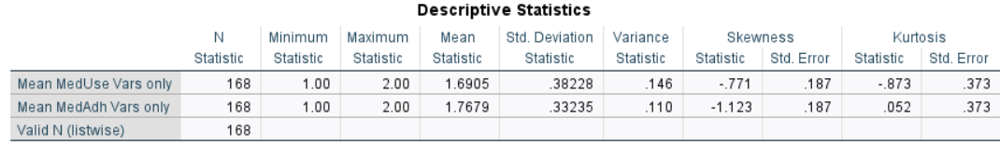 Descriptive Statistics
N Minimum Maximum Mean Std. Deviation Variance Skewness Kurtosis
Statistic Statistic Statistic Statistic Statistic Statistic Statistic Std. Error Statistic Std. Error
Mean MedUse Vars only 168 1.00 2.00 1.6905 .38228 .146 -.771 .187 -.873 .373
Mean MedAdh Vars only 168 1.00 2.00 1.7679 .33235 .110 -1.123 .187 .052 .373
Valid N (listwise) 168